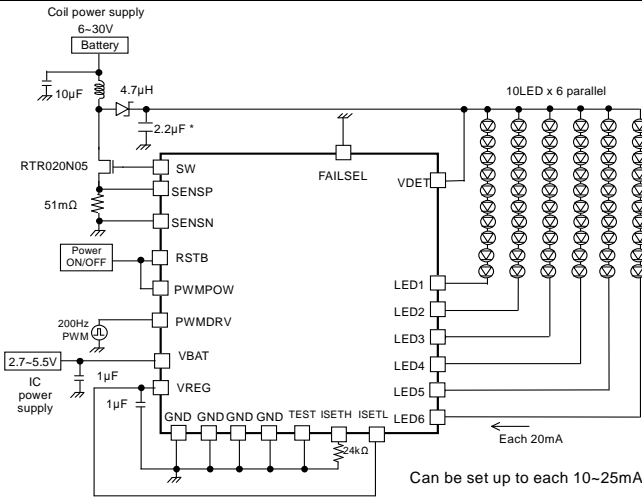 Coil power supply
6~30V
Battery
10µF
4.7µH
2.2µF *
10LED x 6 parallel
RTR020N05
SW
FAILSEL
VDET
SENSP
51mΩ
SENSN
Power
ON/OFF
RSTB
PWMPOW
LED1
LED2
200Hz
PWM
PWMDRV
LED3
2.7~5.5V
VBAT
LED4
IC
power
supply
1µF
VREG
LED5
1µF
GND GND GND GND TEST ISETH ISETL
LED6
24kΩ
Each 20mA
Can be set up to each 10~25mA